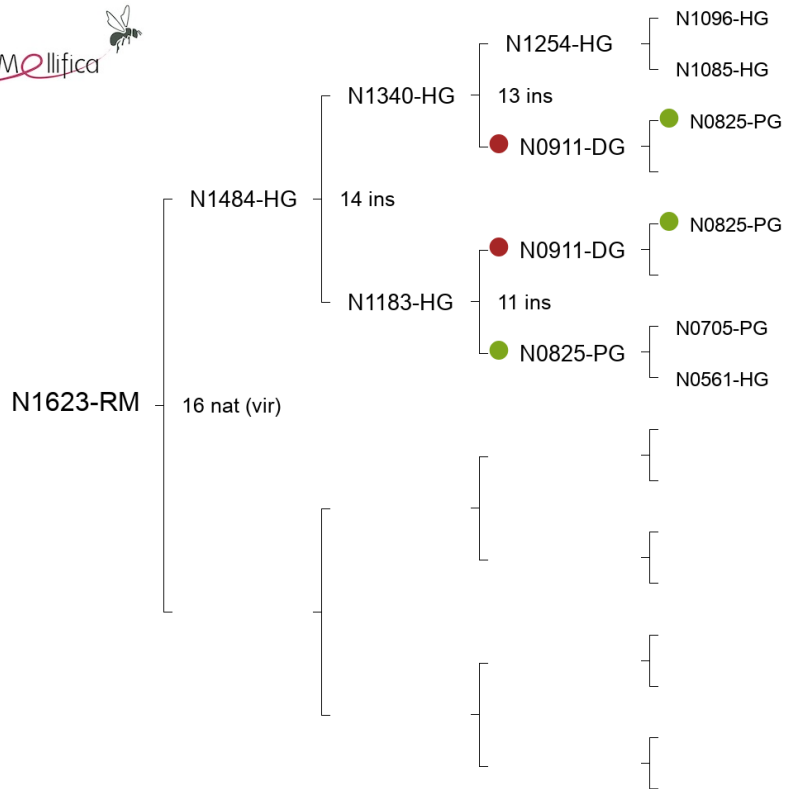 Mellifica
N1096-HG
N1254-HG
N1085-HG
N1340-HG
13 ins
N0825-PG
N0911-DG
N1484-HG
14 ins
N0825-PG
N0911-DG
N1183-HG
11 ins
N0705-PG
N0825-PG
N0561-HG
N1623-RM
16 nat (vir)